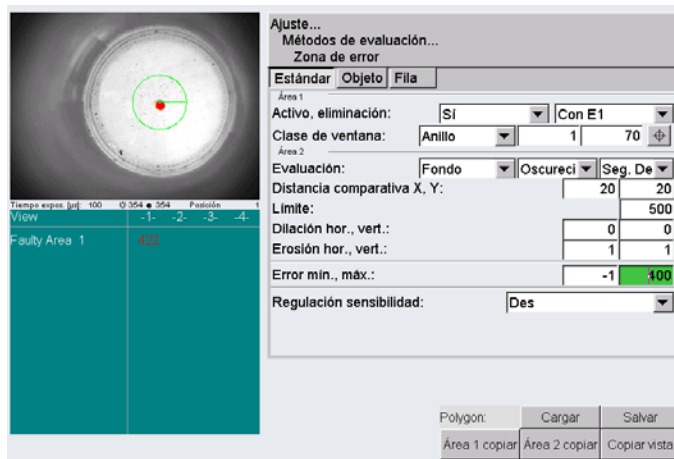 Ajuste...
Métodos de evaluación...
Zona de error
Estándar Objeto Fila
Área 1
Activo, eliminación: Sí Con E1
Clase de ventana: Anillo 1 70
Área 2
Evaluación: Fondo Oscureci Seg. De
Distancia comparativa X, Y: 20 20
Límite: 500
Dilación hor., vert.: 0 0
Erosión hor., vert.: 1 1
Error mín., máx.: -1 400
Regulación sensibilidad: Des
Tiempo expos. [µs]: 100 354 354 Posición 1
View -1- -2- -3- -4-
Faulty Area 1 422
Polygon: Cargar Salvar
Área 1 copiar Área 2 copiar Copiar vista